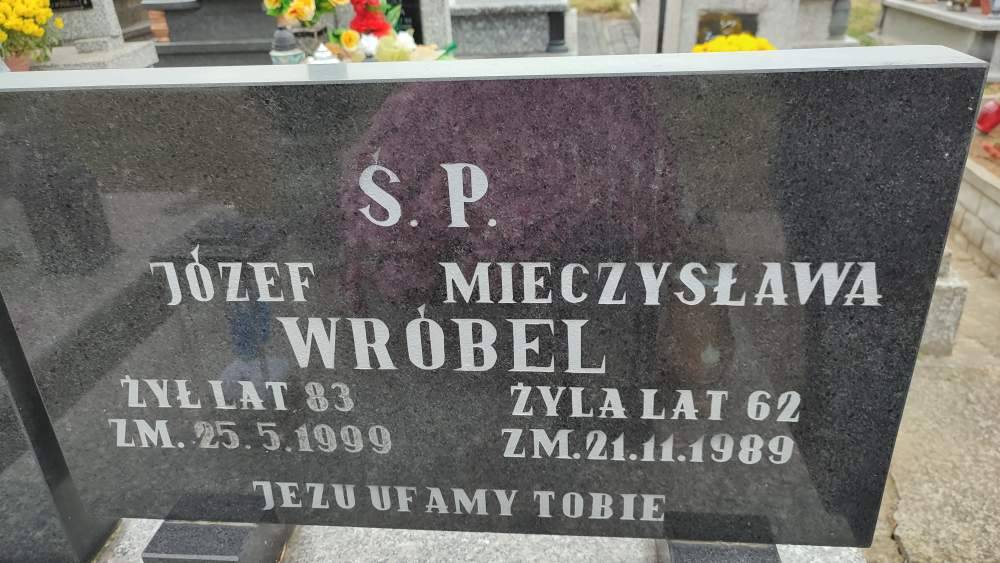 Ś. P.
JÓZEF MIECZYSŁAWA
WRÓBEL
ŻYŁ LAT 83 ŻYLA LAT 62
ZM. 25.5.1999 ZM.21.11.1989
JEZU UFAMY TOBIE